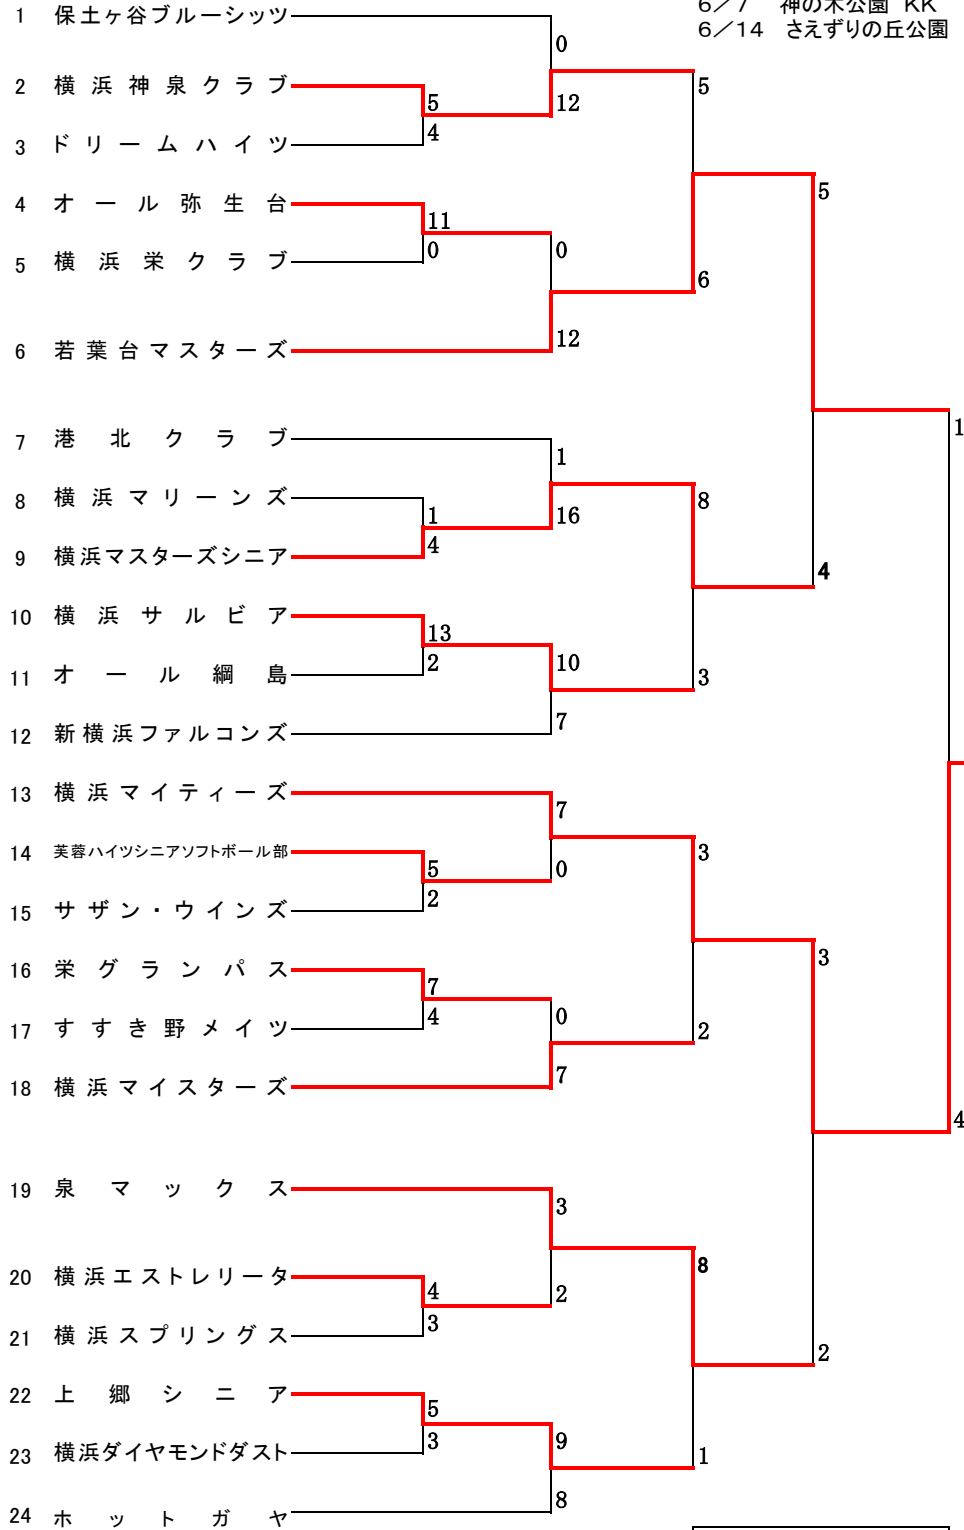 6／7　神の木公園　KK
6／14　さえずりの丘公園
1 保土ヶ谷ブルーシッツ
0
2 横浜神泉クラブ
5
5
12
4
3 ドリームハイツ
4 オール弥生台
5
11
0
0
5 横浜栄クラブ
6
12
6 若葉台マスターズ
1
7 港北クラブ
1
8 横浜マリーンズ
8
1
16
4
9 横浜マスターズシニア
4
10 横浜サルビア
13
2
10
11 オール綱島
3
7
12 新横浜ファルコンズ
13 横浜マイティーズ
7
14 芙蓉ハイツシニアソフトボール部
3
5
0
2
15 サザン・ウインズ
3
16 栄グランパス
7
4
0
17 すすき野メイツ
2
7
18 横浜マイスターズ
4
19 泉マックス
3
8
20 横浜エストレリータ
4
2
3
21 横浜スプリングス
2
22 上郷シニア
5
3
9
23 横浜ダイヤモンドダスト
1
8
24 ホットガヤ